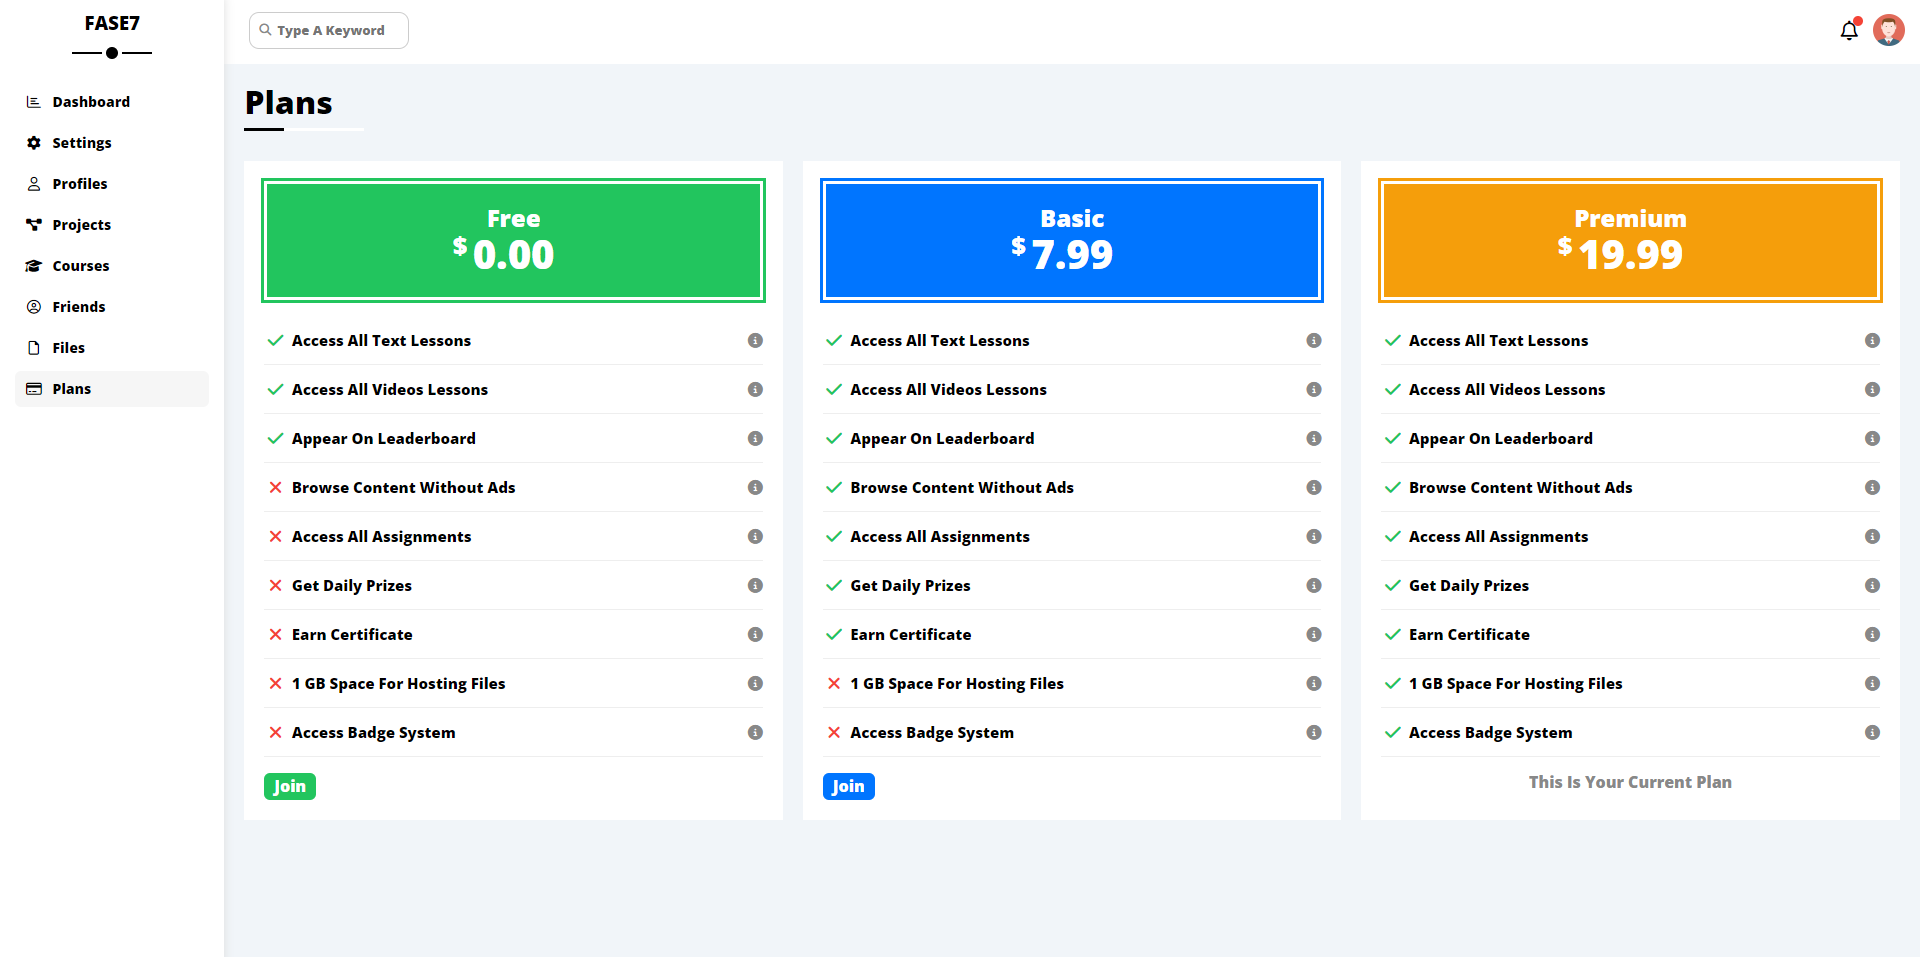 FASE7
Type A Keyword
Dashboard
Settings
Profiles
Projects
Courses
Friends
Files
Plans
Plans
Free
$ 0.00
Access All Text Lessons
Access All Videos Lessons
Appear On Leaderboard
Browse Content Without Ads
Access All Assignments
Get Daily Prizes
Earn Certificate
1 GB Space For Hosting Files
Access Badge System
Join
Basic
$ 7.99
Access All Text Lessons
Access All Videos Lessons
Appear On Leaderboard
Browse Content Without Ads
Access All Assignments
Get Daily Prizes
Earn Certificate
1 GB Space For Hosting Files
Access Badge System
Join
Premium
$ 19.99
Access All Text Lessons
Access All Videos Lessons
Appear On Leaderboard
Browse Content Without Ads
Access All Assignments
Get Daily Prizes
Earn Certificate
1 GB Space For Hosting Files
Access Badge System
This Is Your Current Plan